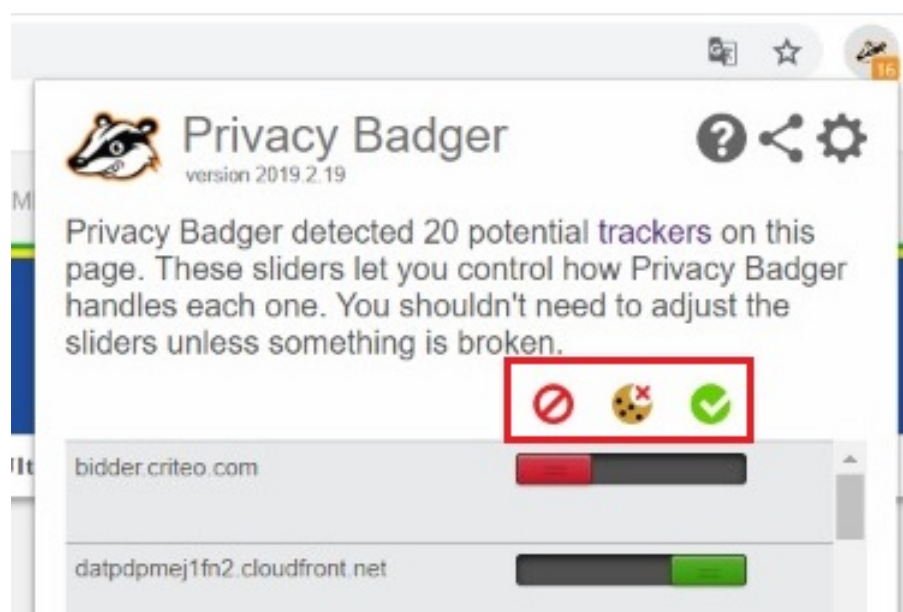 16
Privacy Badger
version 2019.2.19
Privacy Badger detected 20 potential trackers on this
page. These sliders let you control how Privacy Badger
handles each one. You shouldn't need to adjust the
sliders unless something is broken.
bidder.criteo.com
datpdpmej1fn2.cloudfront.net